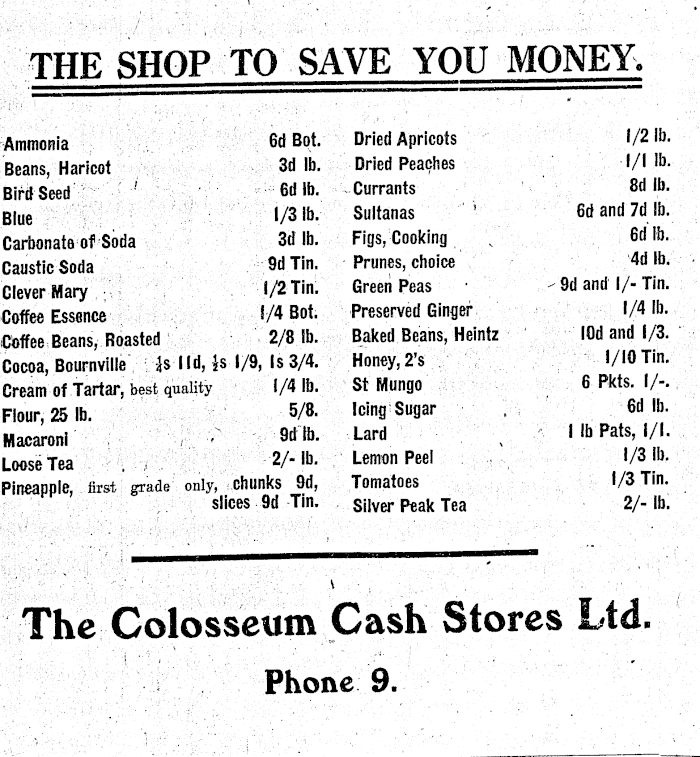 THE SHOP TO SAVE YOU MONEY.
Ammonia 6d Bot.
Beans, Haricot 3d lb.
Bird Seed 6d lb.
Blue 1/3 lb.
Carbonate of Soda 3d lb.
Caustic Soda 9d Tin.
Clever Mary 1/2 Tin.
Coffee Essence 1/4 Bot.
Coffee Beans, Roasted 2/8 lb.
Cocoa, Bournville ¼s 11d, ½s 1/9, 1s 3/4.
Cream of Tartar, best quality 1/4 lb.
Flour, 25 lb. 5/8.
Macaroni 9d lb.
Loose Tea 2/- lb.
Pineapple, first grade only, chunks 9d,
slices 9d Tin.
Dried Apricots 1/2 lb.
Dried Peaches 1/1 lb.
Currants 8d lb.
Sultanas 6d and 7d lb.
Figs, Cooking 6d lb.
Prunes, choice 4d lb.
Green Peas 9d and 1/- Tin.
Preserved Ginger 1/4 lb.
Baked Beans, Heintz 10d and 1/3.
Honey, 2's 1/10 Tin.
St Mungo 6 Pkts. 1/-.
Icing Sugar 6d lb.
Lard 1 lb Pats, 1/1.
Lemon Peel 1/3 lb.
Tomatoes 1/3 Tin.
Silver Peak Tea 2/- lb.
The Colosseum Cash Stores Ltd.
Phone 9.